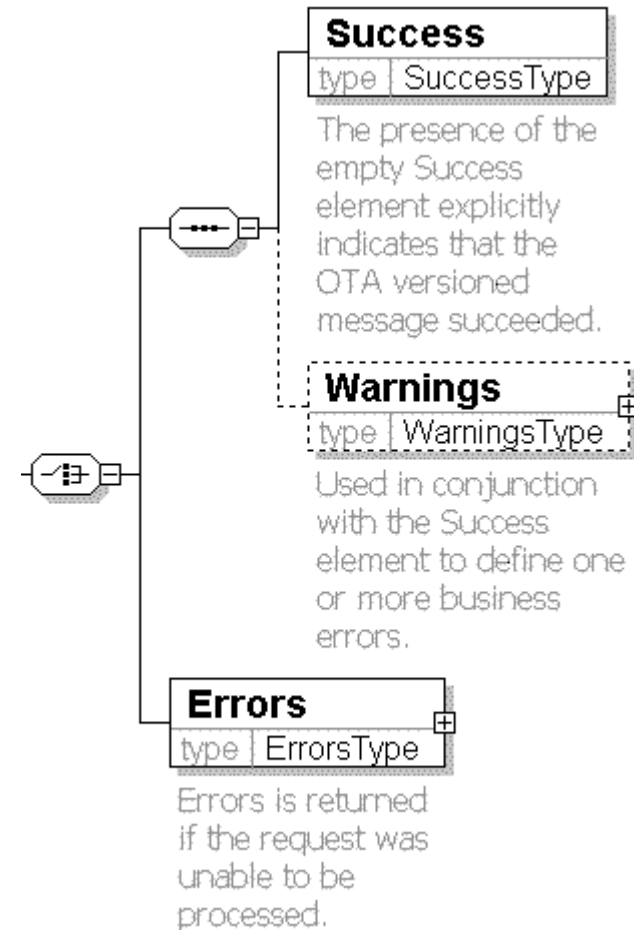 Success
type SuccessType
The presence of the
empty Success
element explicitly
indicates that the
OTA versioned
message succeeded.
Warnings
type WarningsType
Used in conjunction
with the Success
element to define one
or more business
errors.
Errors
type ErrorsType
Errors is returned
if the request was
unable to be
processed.